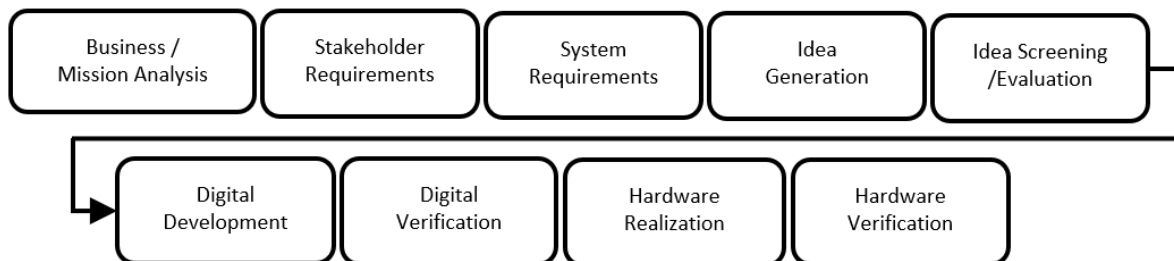 Business /
Mission Analysis
Stakeholder
Requirements
System
Requirements
Idea
Generation
Idea Screening
/Evaluation
Digital
Development
Digital
Verification
Hardware
Realization
Hardware
Verification